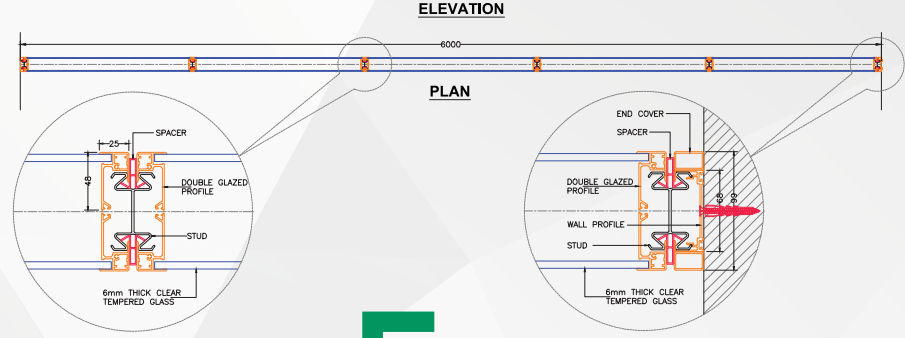 ELEVATION
6000
PLAN
25
SPACER
48
DOUBLE GLAZED
PROFILE
STUD
6mm THICK CLEAR
TEMPERED GLASS
END COVER
SPACER
DOUBLE GLAZED
PROFILE
WALL PROFILE
STUD
68
99
6mm THICK CLEAR
TEMPERED GLASS